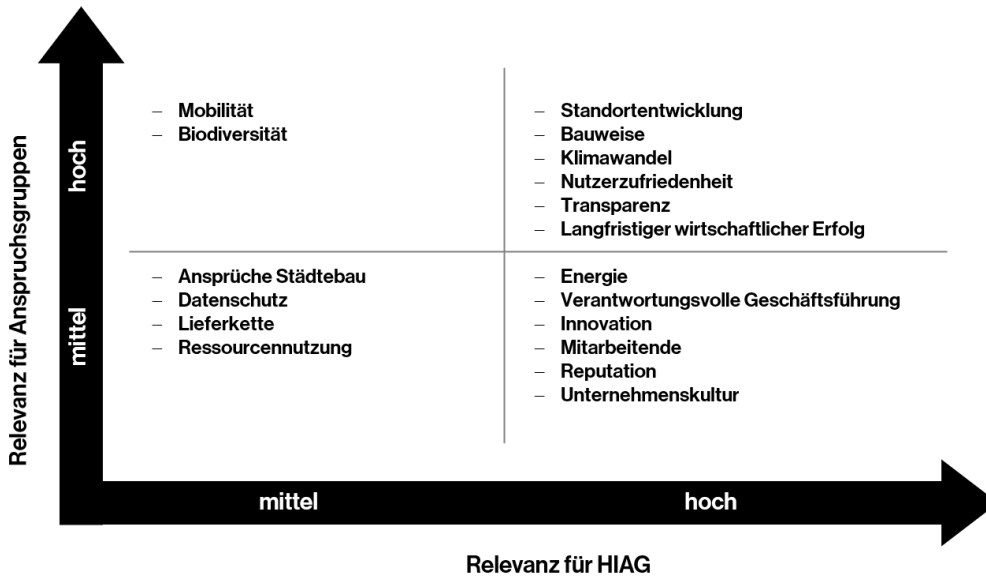 Relevanz für Anspruchsgruppen
hoch
mittel
– Mobilität
– Biodiversität
– Standortentwicklung
– Bauweise
– Klimawandel
– Nutzerzufriedenheit
– Transparenz
– Langfristiger wirtschaftlicher Erfolg
– Ansprüche Städtebau
– Datenschutz
– Lieferkette
– Ressourcennutzung
– Energie
– Verantwortungsvolle Geschäftsführung
– Innovation
– Mitarbeitende
– Reputation
– Unternehmenskultur
mittel
hoch
Relevanz für HIAG